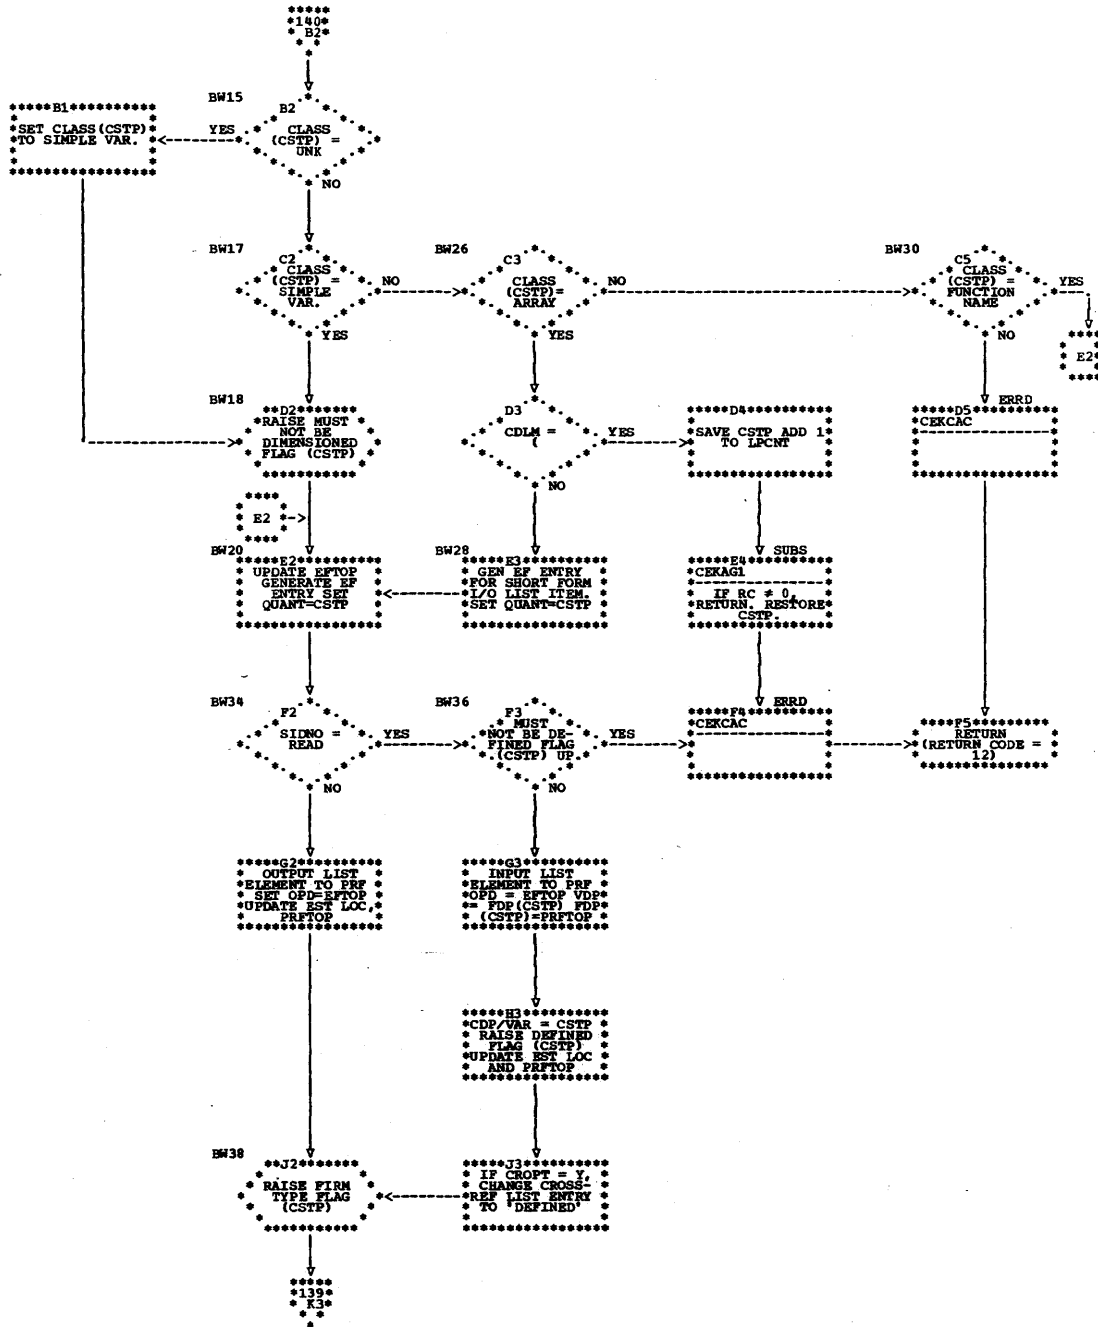 140
B2
BW15
B2
B1
SET CLASS(CSTP)
TO SIMPLE VAR.
YES
CLASS
(CSTP) =
UNK
NO
BW17
C2
CLASS
(CSTP) =
SIMPLE
VAR.
NO
YES
BW26
C3
CLASS
(CSTP)=
ARRAY
NO
YES
BW30
C5
CLASS
(CSTP) =
FUNCTION
NAME
YES
NO
E2
BW18
D2
RAISE MUST
NOT BE
DIMENSIONED
FLAG (CSTP)
D3
CDLM =
(
YES
NO
D4
SAVE CSTP ADD 1
TO LPCNT
ERRD
D5
CEKCAC
E2
BW20
E2
UPDATE EFTOP
GENERATE EF
ENTRY SET
QUANT=CSTP
BW28
E3
GEN EF ENTRY
FOR SHORT FORM
I/O LIST ITEM.
SET QUANT=CSTP
SUBS
E4
CEKAG1
IF RC ≠ 0,
RETURN. RESTORE
CSTP.
BW34
F2
SIDNO =
READ
YES
NO
BW36
F3
MUST
NOT BE DE-
FINED FLAG
(CSTP) UP.
YES
NO
ERRD
F4
CEKCAC
F5
RETURN
(RETURN CODE =
12)
G2
OUTPUT LIST
ELEMENT TO PRF
SET OPD=EFTOP
UPDATE EST LOC,
PRFTOP
G3
INPUT LIST
ELEMENT TO PRF
OPD = EFTOP VDP
= FDP(CSTP) FDP
(CSTP)=PRFTOP
H3
CDP/VAR = CSTP
RAISE DEFINED
FLAG (CSTP)
UPDATE EST LOC
AND PRFTOP
BW38
J2
RAISE FIRM
TYPE FLAG
(CSTP)
J3
IF CROPT = Y,
CHANGE CROSS-
REF LIST ENTRY
TO 'DEFINED'
139
K3